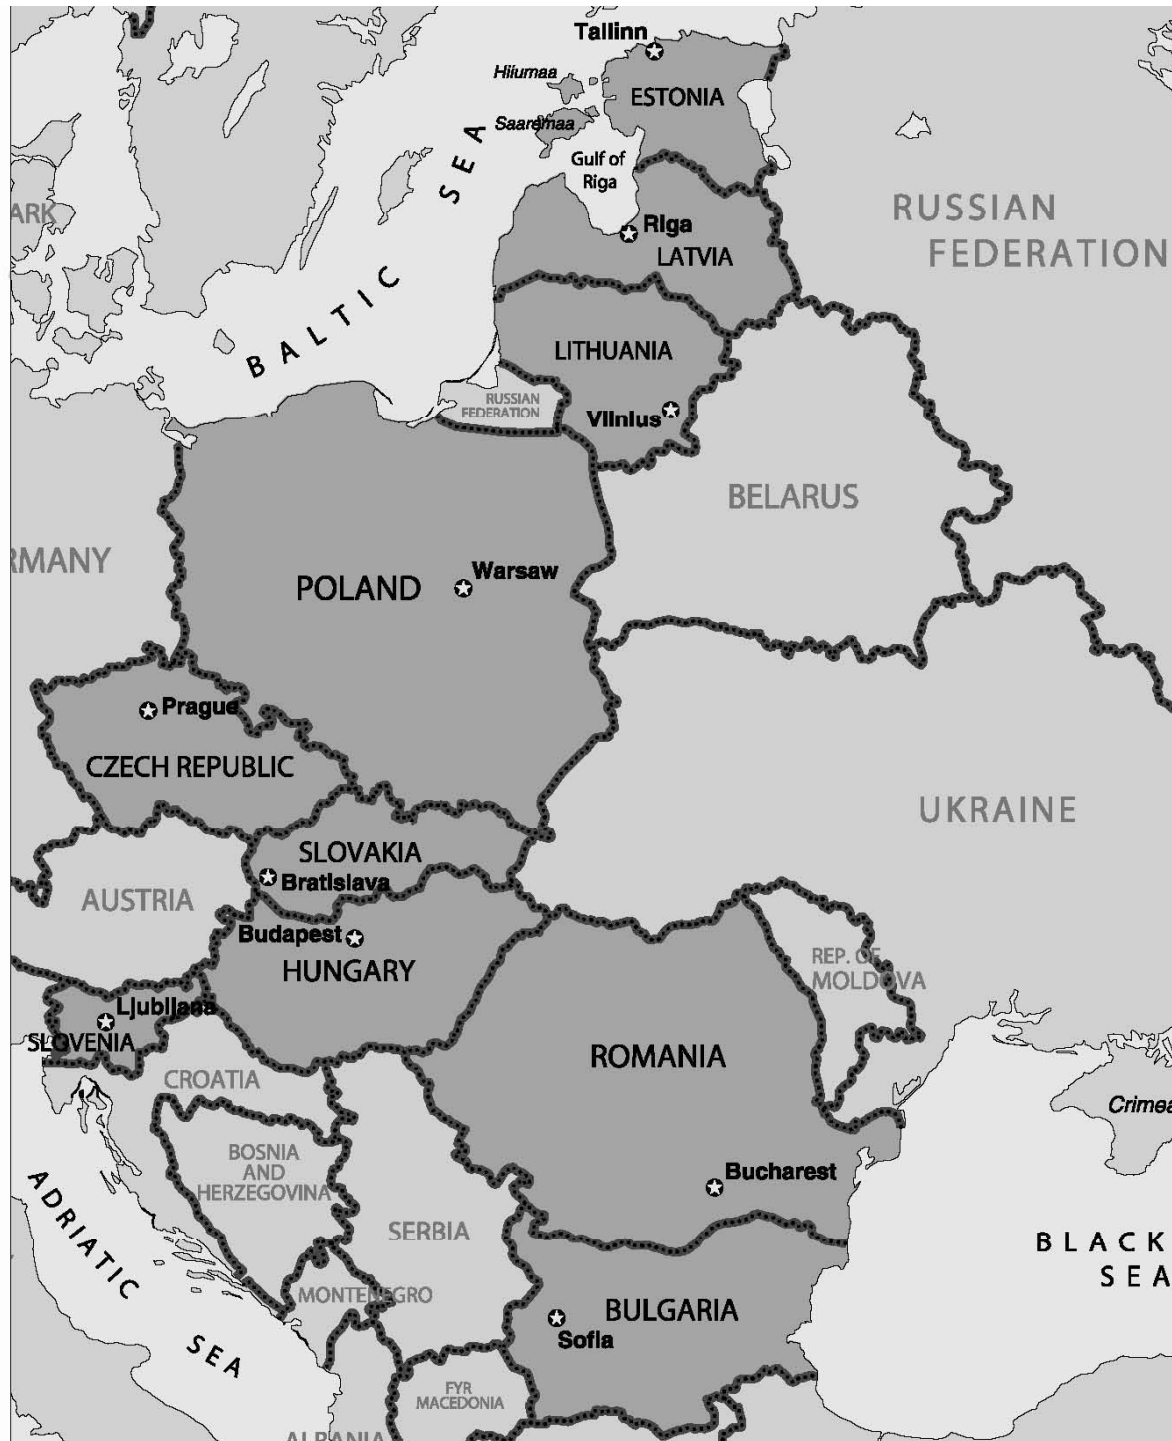 Tallinn
Hiiumaa
ESTONIA
Saaremaa
SEA
Gulf of
Riga
ARK
RUSSIAN
FEDERATION
Riga
LATVIA
BALTIC
LITHUANIA
RUSSIAN
FEDERATION
Vilnius
BELARUS
RMANY
Warsaw
POLAND
Prague
CZECH REPUBLIC
UKRAINE
SLOVAKIA
Bratislava
AUSTRIA
Budapest
HUNGARY
REP. OF
MOLDOVA
Ljubljana
SLOVENIA
ROMANIA
CROATIA
Crimea
BOSNIA
AND
HERZEGOVINA
Bucharest
ADRIATIC
SEA
SERBIA
BLACK
SEA
MONTENEGRO
BULGARIA
Sofia
FYR
MACEDONIA
ALBANIA